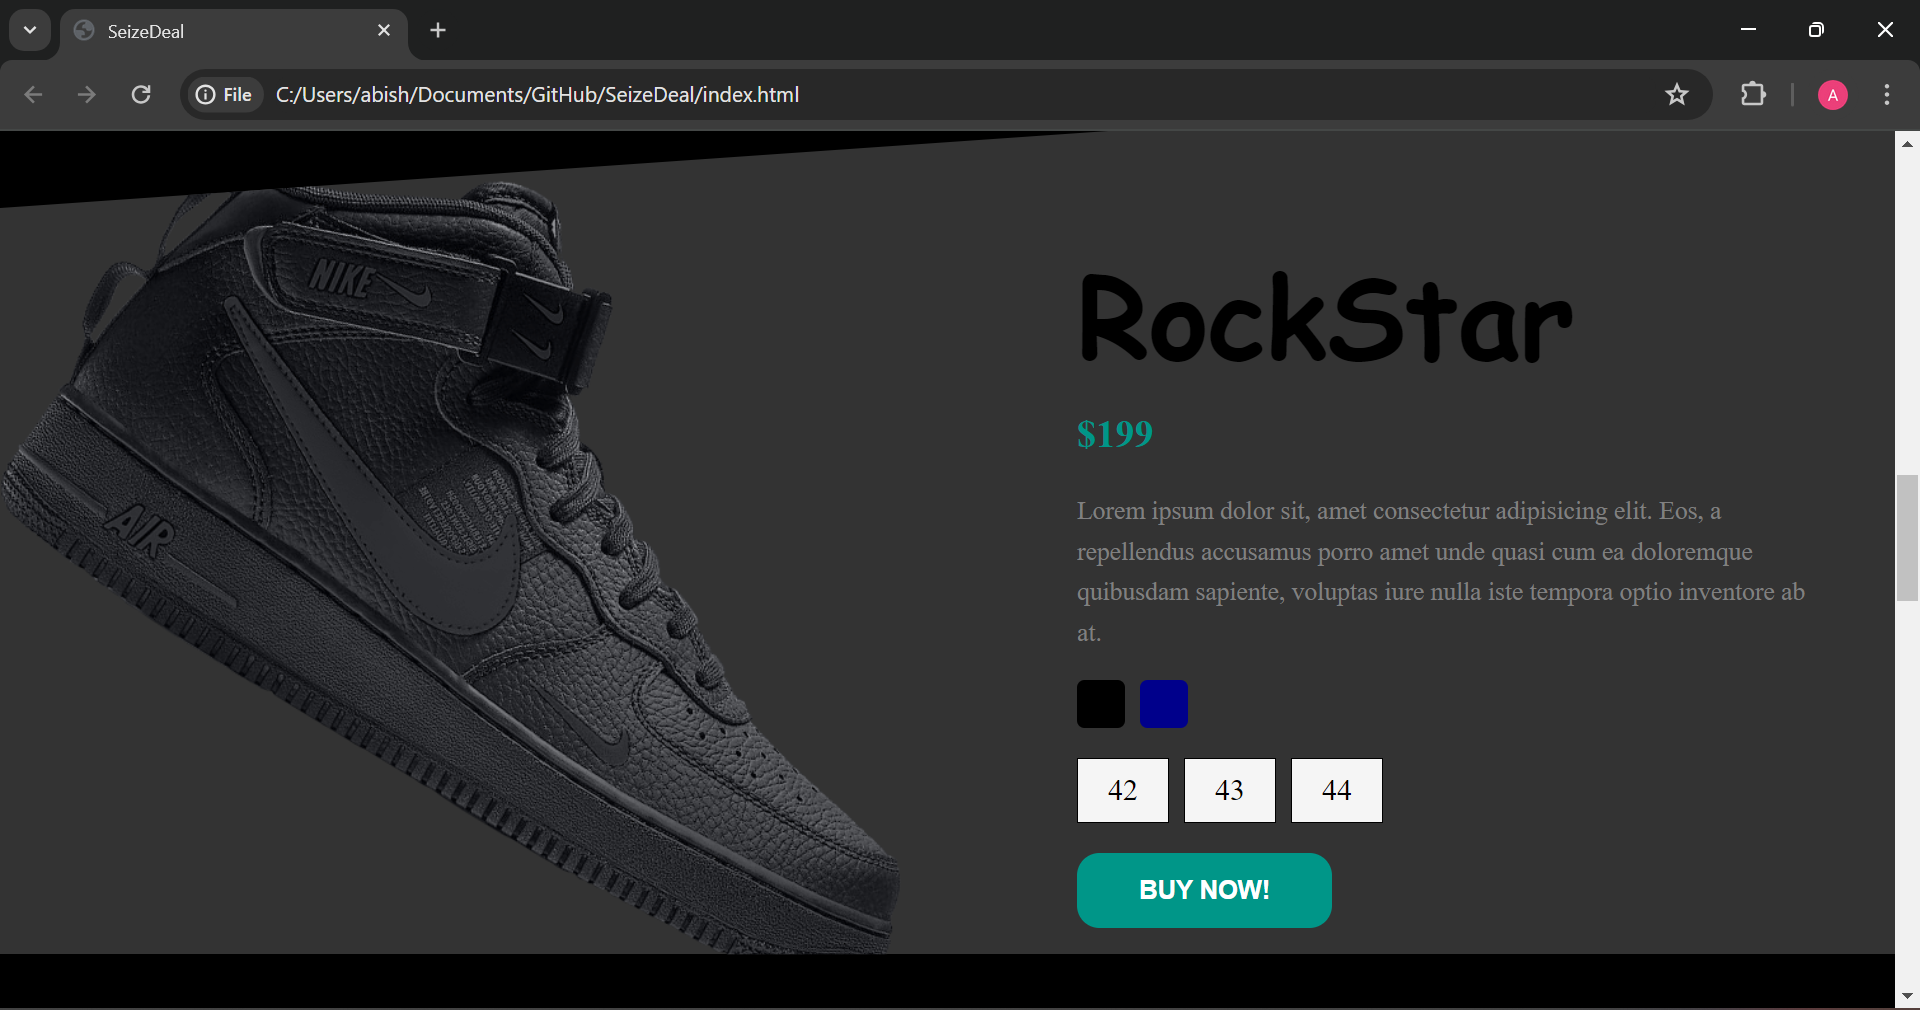 SeizeDeal
File
C:/Users/abish/Documents/GitHub/SeizeDeal/index.html
A
NIKE
AIR
RockStar
$199
Lorem ipsum dolor sit, amet consectetur adipisicing elit. Eos, a
repellendus accusamus porro amet unde quasi cum ea doloremque
quibusdam sapiente, voluptas iure nulla iste tempora optio inventore ab
at.
42
43
44
BUY NOW!